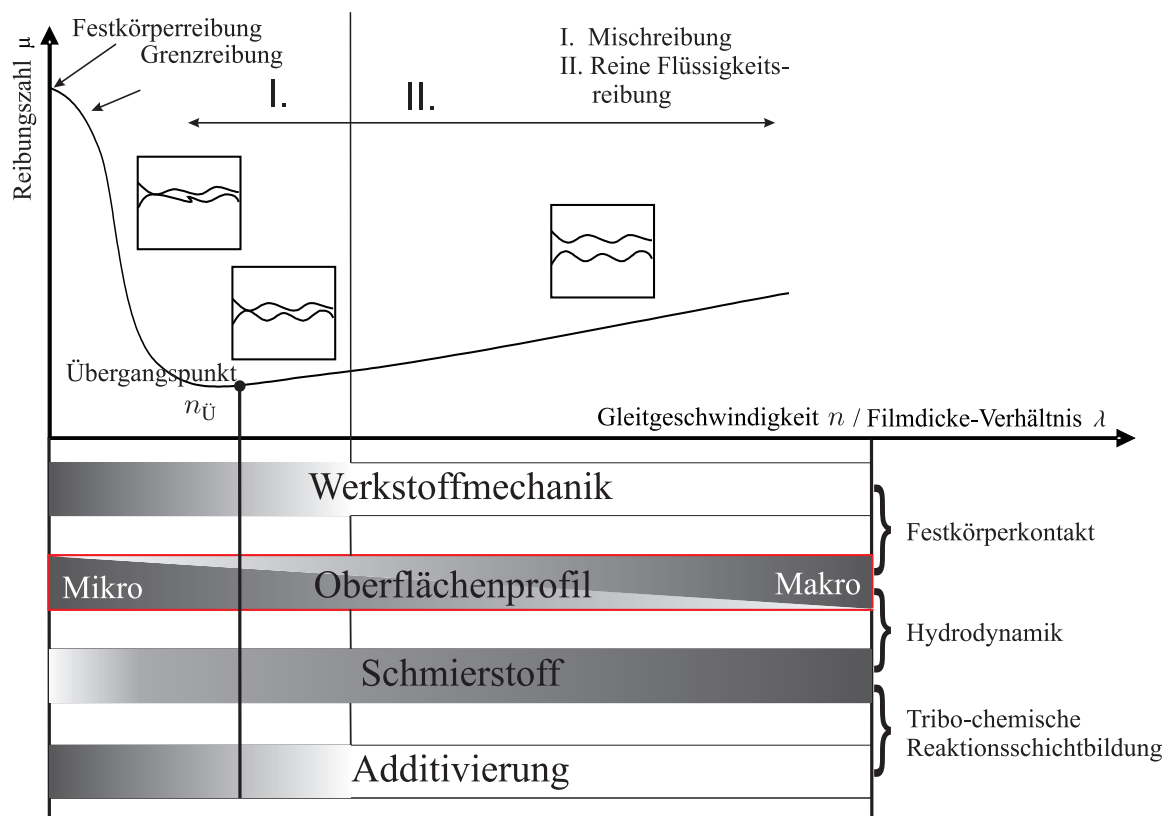 Festkörperreibung
Grenzreibung
Reibungszahl μ
I.
II.
I. Mischreibung
II. Reine Flüssigkeits-
reibung
Übergangspunkt
nÜ
Gleitgeschwindigkeit n / Filmdicke-Verhältnis λ
Werkstoffmechanik
Mikro
Oberflächenprofil
Makro
Schmierstoff
Additivierung
Festkörperkontakt
Hydrodynamik
Tribo-chemische
Reaktionsschichtbildung